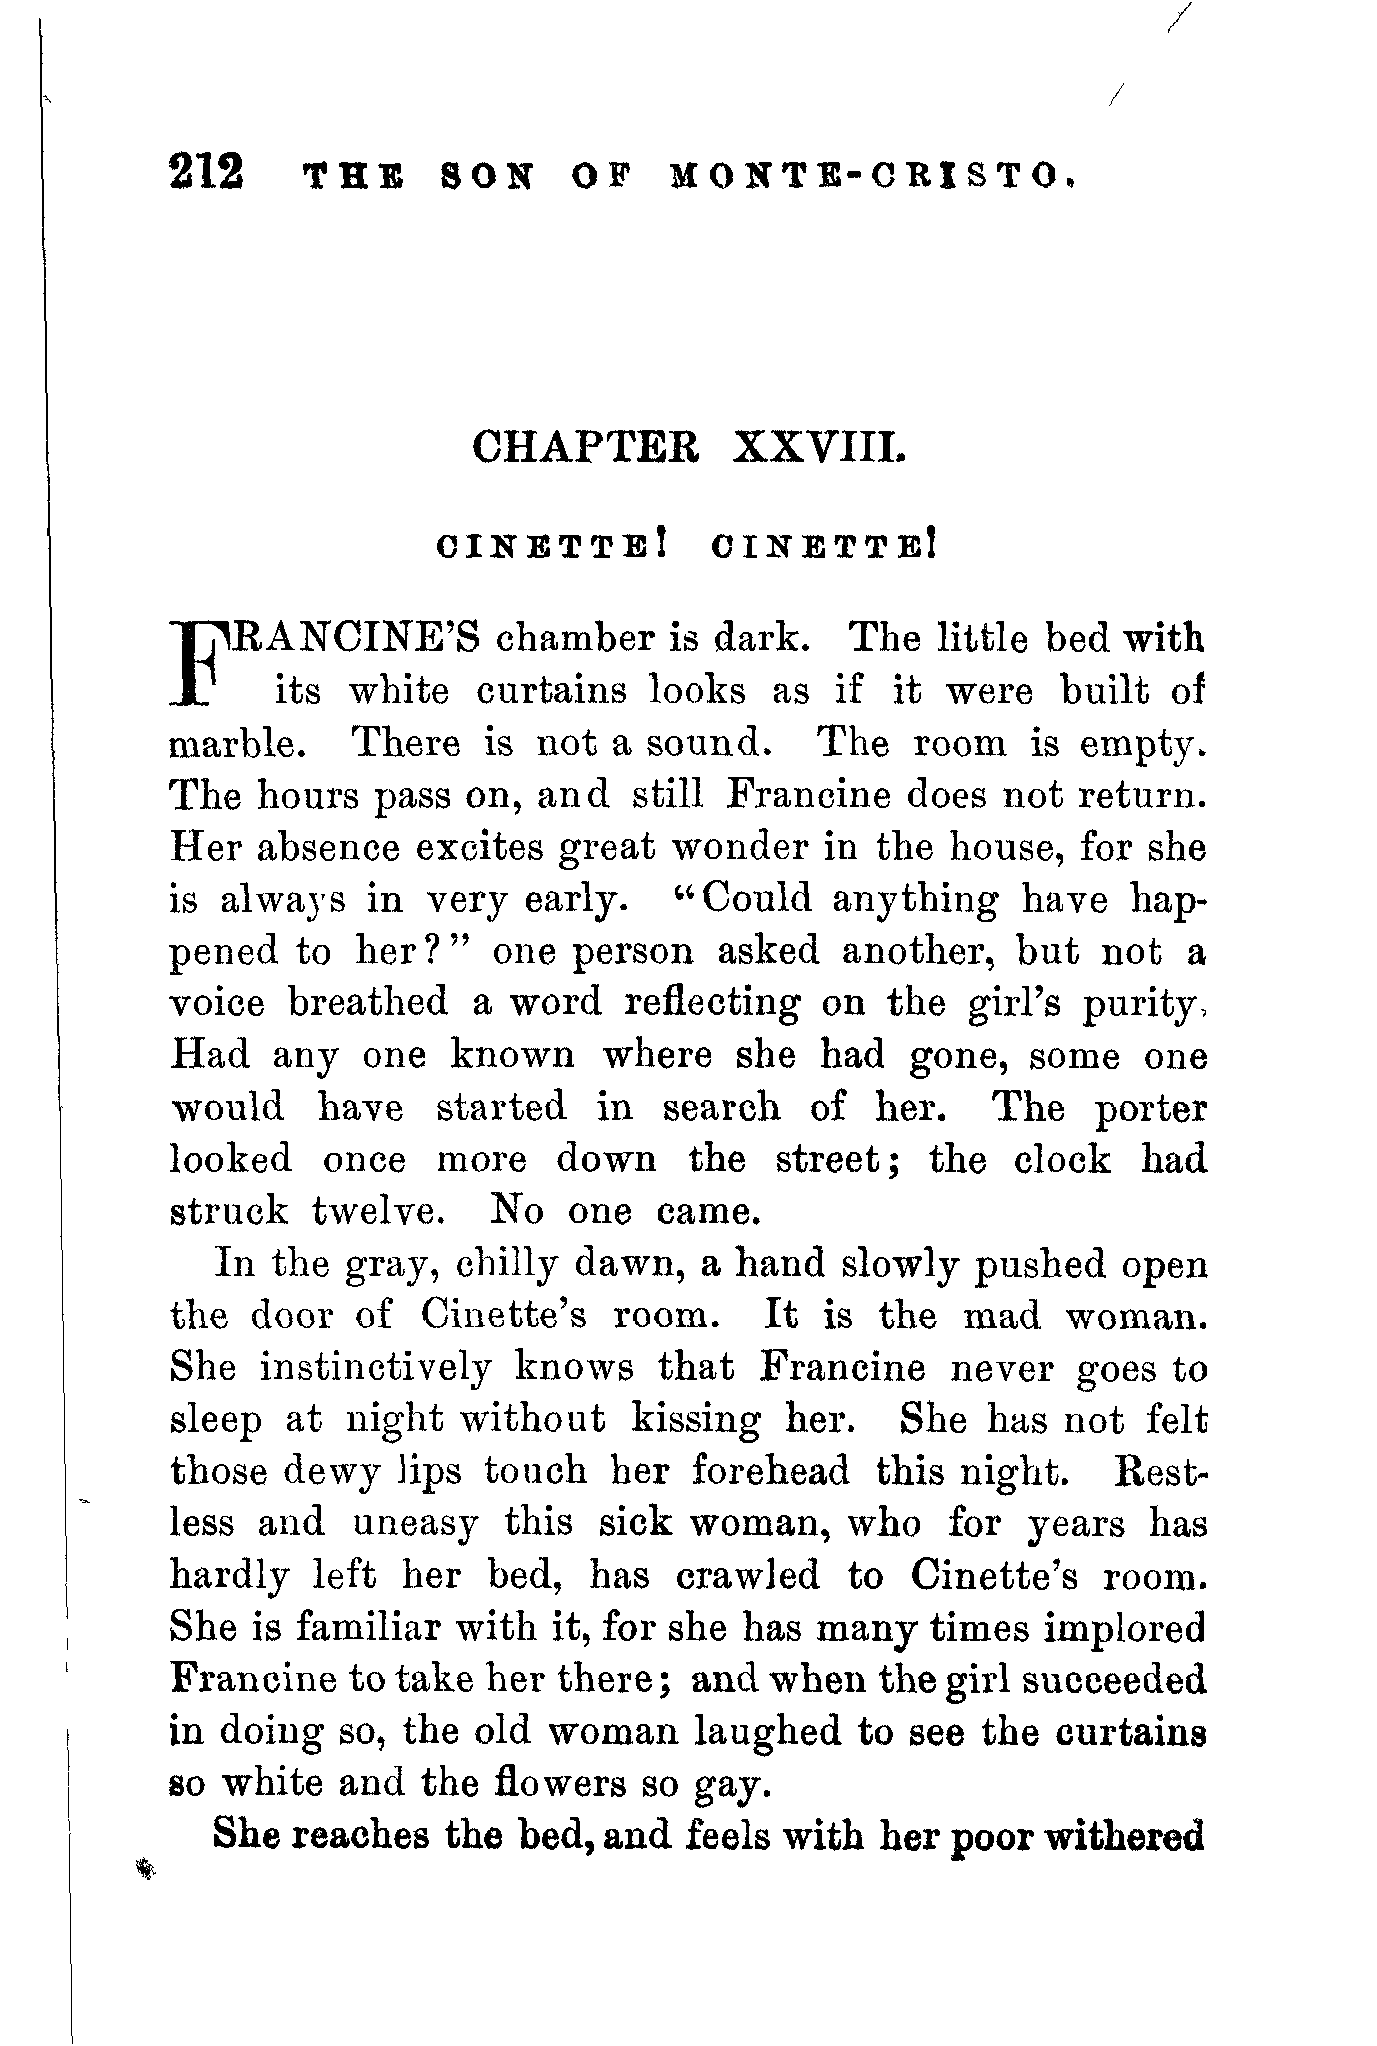 212 THE SON OF MONTE-CRISTO.
CHAPTER XXVIII.
CINETTE! CINETTE!
FRANCINE'S chamber is dark. The little bed with
its white curtains looks as if it were built of
marble. There is not a sound. The room is empty.
The hours pass on, and still Francine does not return.
Her absence excites great wonder in the house, for she
is always in very early. "Could anything have hap-
pened to her?" one person asked another, but not a
voice breathed a word reflecting on the girl's purity.
Had any one known where she had gone, some one
would have started in search of her. The porter
looked once more down the street; the clock had
struck twelve. No one came.
In the gray, chilly dawn, a hand slowly pushed open
the door of Cinette's room. It is the mad woman.
She instinctively knows that Francine never goes to
sleep at night without kissing her. She has not felt
those dewy lips touch her forehead this night. Rest-
less and uneasy this sick woman, who for years has
hardly left her bed, has crawled to Cinette's room.
She is familiar with it, for she has many times implored
Francine to take her there; and when the girl succeeded
in doing so, the old woman laughed to see the curtains
so white and the flowers so gay.
She reaches the bed, and feels with her poor withered